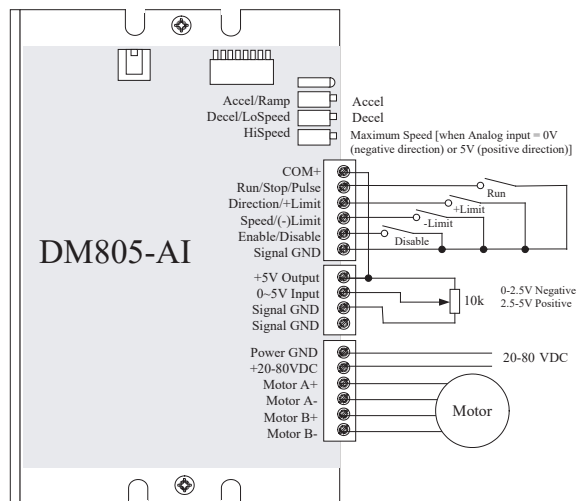 Accel/Ramp Accel
Decel/LoSpeed Decel
HiSpeed Maximum Speed [when Analog input = 0V
(negative direction) or 5V (positive direction)]
COM+
Run/Stop/Pulse
Run
Direction/+Limit
+Limit
Speed/(-)Limit
-Limit
Enable/Disable
Disable
Signal GND
DM805-AI
+5V Output
0~5V Input
10k
0-2.5V Negative
2.5-5V Positive
Signal GND
Signal GND
Power GND
20-80 VDC
+20-80VDC
Motor A+
Motor A-
Motor B+
Motor B-
Motor